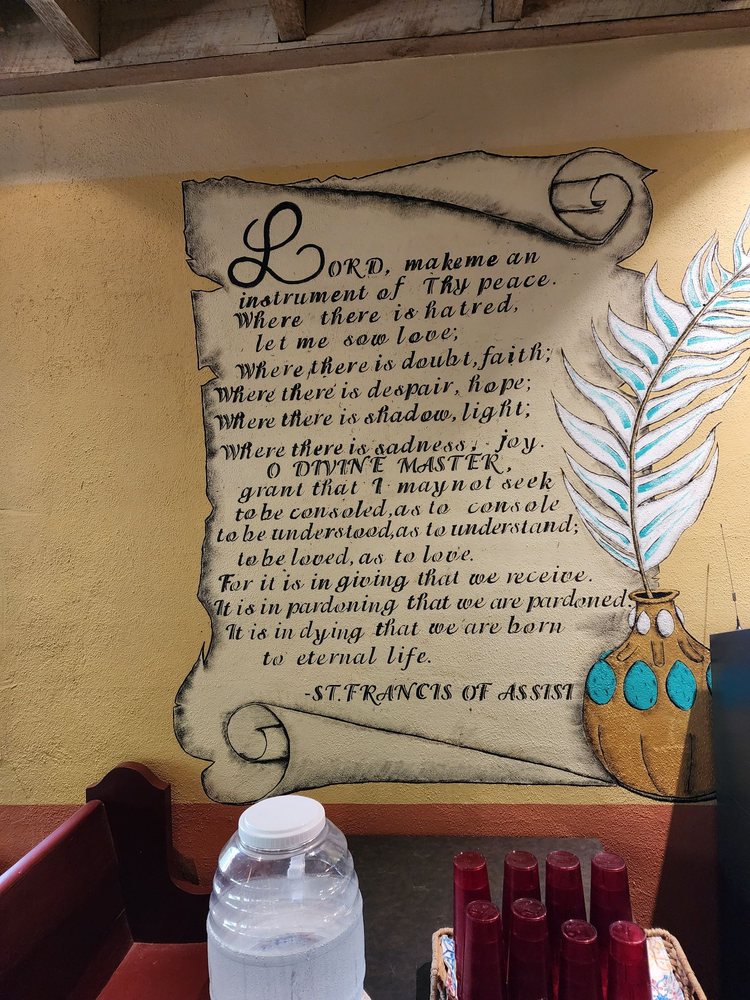 LORD, make me an
instrument of Thy peace.
Where there is hatred,
let me sow love;
Where there is doubt, faith;
Where there is despair, hope;
Where there is shadow, light;
Where there is sadness, joy.
O DIVINE MASTER,
grant that I may not seek
to be consoled, as to console
to be understood, as to understand;
to be loved, as to love.
For it is in giving that we receive.
It is in pardoning that we are pardoned.
It is in dying that we are born
to eternal life.
-ST. FRANCIS OF ASSISI